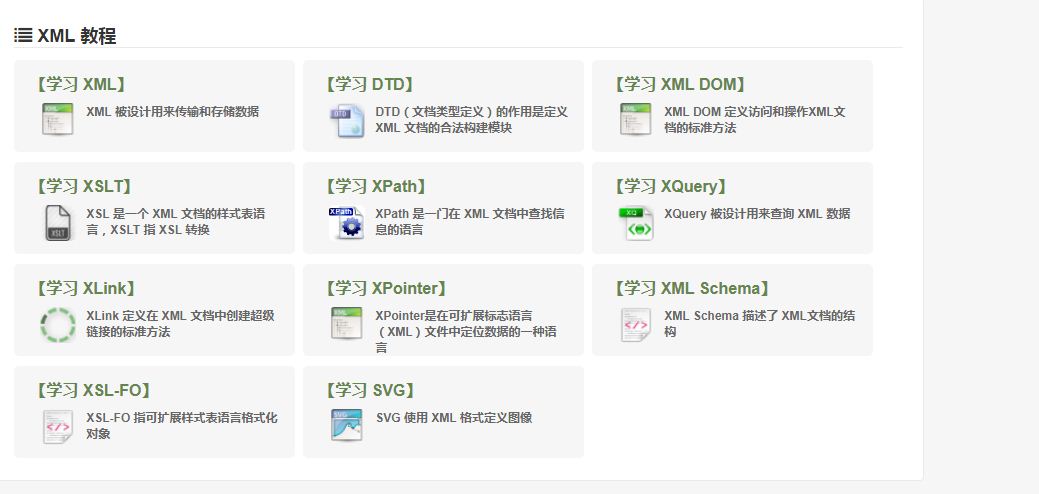 XML 教程
【学习 XML】
XML
XML 被设计用来传输和存储数据
【学习 DTD】
DTD
DTD（文档类型定义）的作用是定义
XML 文档的合法构建模块
【学习 XML DOM】
XML
XML DOM 定义访问和操作XML文
档的标准方法
【学习 XSLT】
XSLT
XSL 是一个 XML 文档的样式表语
言，XSLT 指 XSL 转换
【学习 XPath】
XPath
XPath 是一门在 XML 文档中查找信
息的语言
【学习 XQuery】
XQ
XQuery 被设计用来查询 XML 数据
【学习 XLink】
XLink 定义在 XML 文档中创建超级
链接的标准方法
【学习 XPointer】
XML
XPointer是在可扩展标志语言
（XML）文件中定位数据的一种语
言
【学习 XML Schema】
</>
XML Schema 描述了 XML文档的结
构
【学习 XSL-FO】
</>
XSL-FO 指可扩展样式表语言格式化
对象
【学习 SVG】
SVG
SVG 使用 XML 格式定义图像